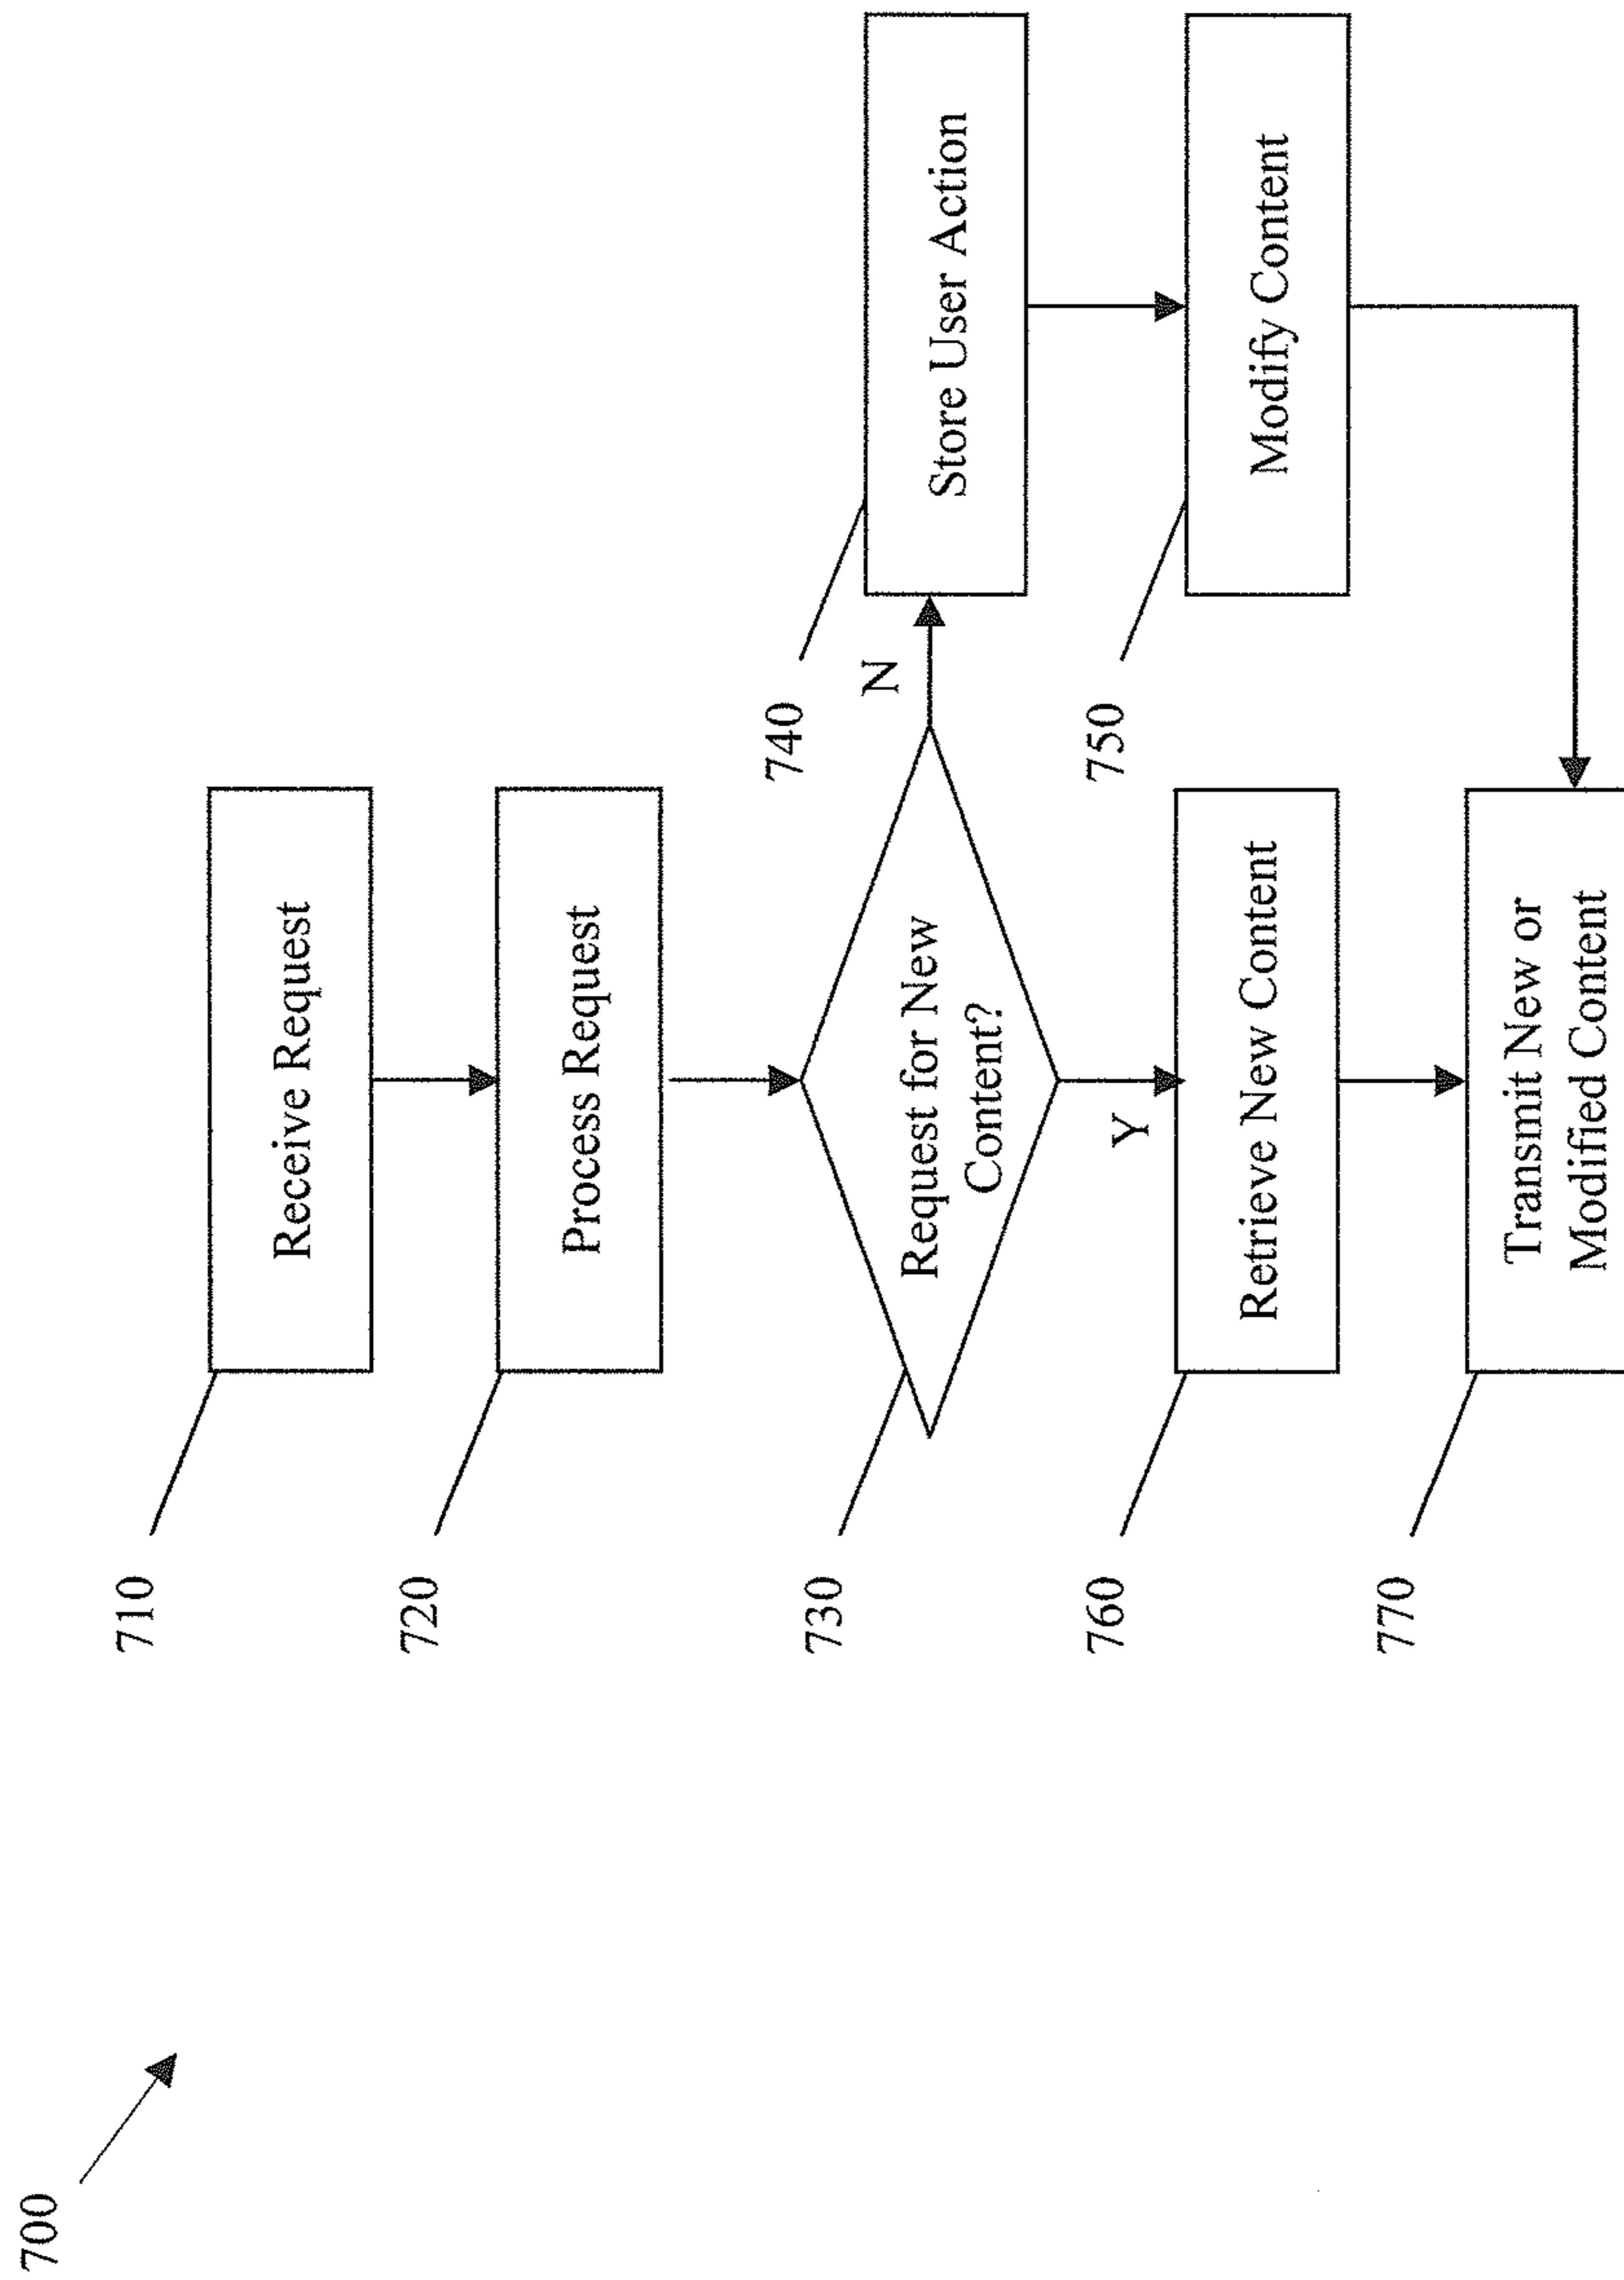 700
710
Receive Request
720
Process Request
730
Request for New
Content?
N
740
Store User Action
Y
750
Modify Content
760
Retrieve New Content
770
Transmit New or
Modified Content